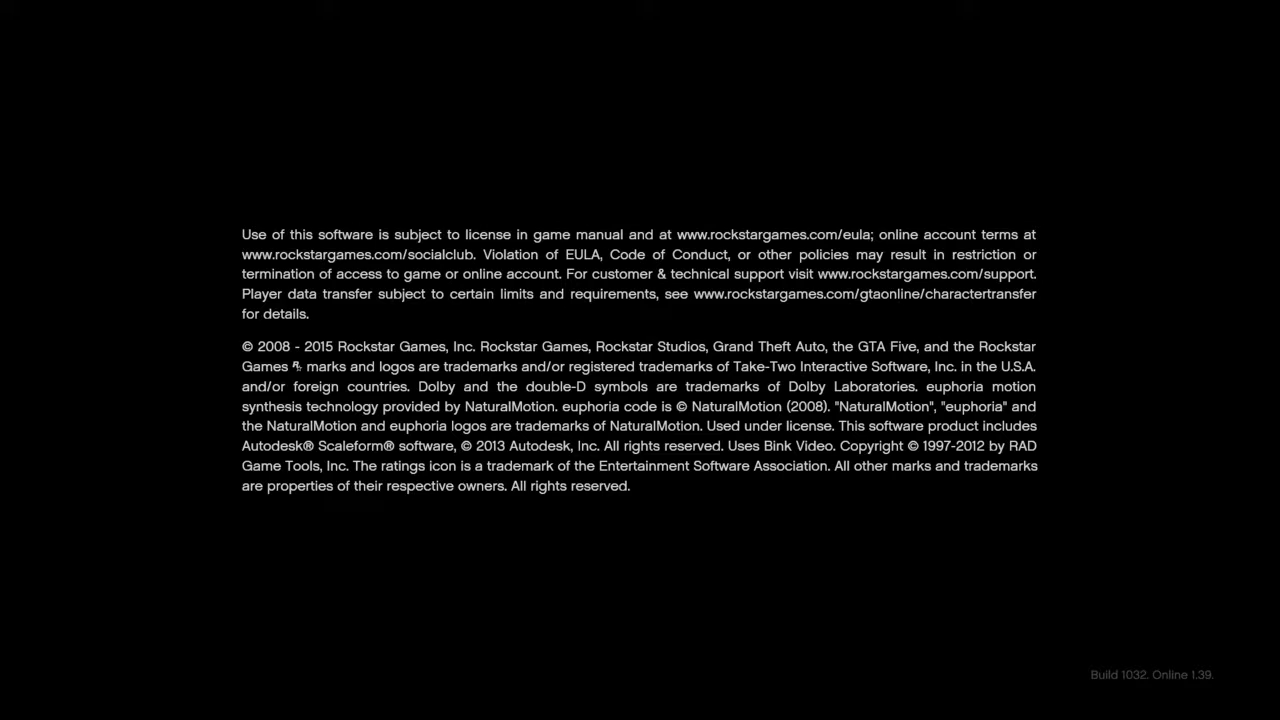 Use of this software is subject to license in game manual and at www.rockstargames.com/eula; online account terms at
www.rockstargames.com/socialclub. Violation of EULA, Code of Conduct, or other policies may result in restriction or
termination of access to game or online account. For customer & technical support visit www.rockstargames.com/support.
Player data transfer subject to certain limits and requirements, see www.rockstargames.com/gtaonline/charactertransfer
for details.
© 2008 - 2015 Rockstar Games, Inc. Rockstar Games, Rockstar Studios, Grand Theft Auto, the GTA Five, and the Rockstar
Games R* marks and logos are trademarks and/or registered trademarks of Take-Two Interactive Software, Inc. in the U.S.A.
and/or foreign countries. Dolby and the double-D symbols are trademarks of Dolby Laboratories. euphoria motion
synthesis technology provided by NaturalMotion. euphoria code is © NaturalMotion (2008). "NaturalMotion", "euphoria" and
the NaturalMotion and euphoria logos are trademarks of NaturalMotion. Used under license. This software product includes
Autodesk® Scaleform® software, © 2013 Autodesk, Inc. All rights reserved. Uses Bink Video. Copyright © 1997-2012 by RAD
Game Tools, Inc. The ratings icon is a trademark of the Entertainment Software Association. All other marks and trademarks
are properties of their respective owners. All rights reserved.
Build 1032. Online 1.39.